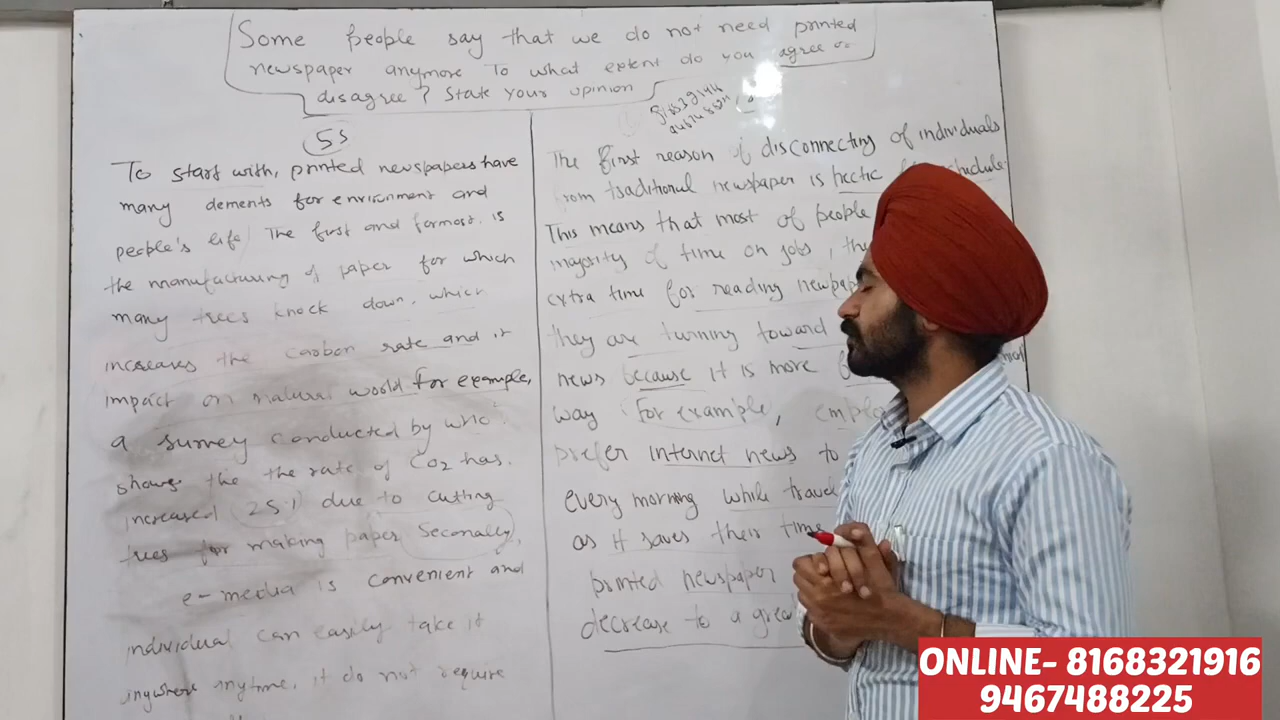 Some people say that we do not need printed
newspaper anymore To what extent do you agree or
disagree? State your opinion
5s
To start with, printed newspapers have
many demerits for environment and
people's life The first and formost is
the manufacturing of paper for which
many trees knock down, which
increases the carbon rate and it
impact on natural world for example,
a survey conducted by WHO
shows the the rate of CO2 has
increased 25% due to cutting
trees for making paper Seconally,
e-media is convenient and
individual can easily take it
anywhere anytime, it do not require
The first reason of disconnecting of individuals
from traditional newspaper is hectic schedule.
This means that most of people
majority of time on jobs, the
extra time for reading newspap
they are turning toward
news because it is more
way For example, emplo
prefer internet news to
every morning while travel
as it saves their time
printed newspaper
decrease to a grea
ONLINE- 8168321916
9467488225